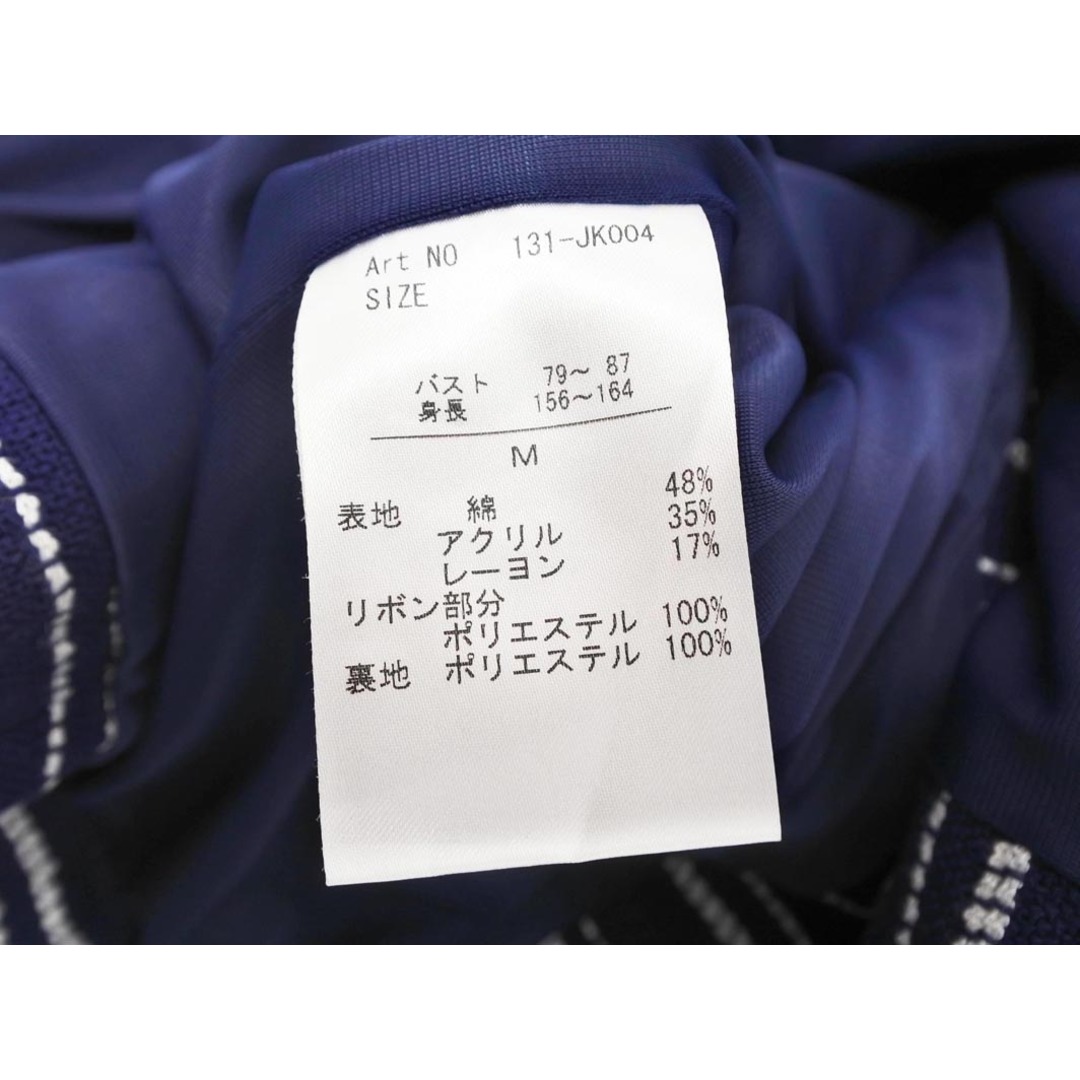 Art NO 131-JK004
SIZE
バスト 79〜 87
身長 156〜164
M
表地 綿 48%
アクリル 35%
レーヨン 17%
リボン部分
ポリエステル 100%
裏地 ポリエステル 100%